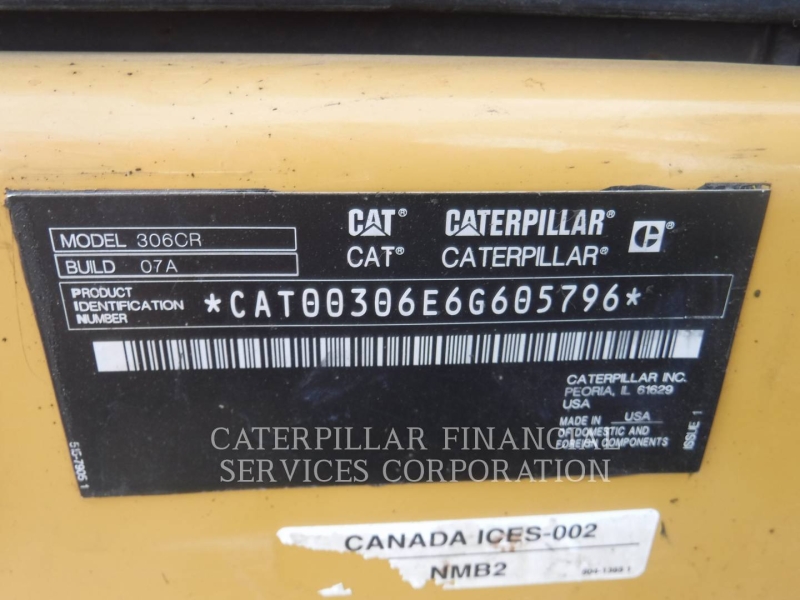 MODEL 306CR
BUILD 07A
CAT® CATERPILLAR®
CAT® CATERPILLAR®
PRODUCT
IDENTIFICATION
NUMBER
*CAT00306E6G605796*
CATERPILLAR INC.
PEORIA, IL 61629
USA
MADE IN USA
OF DOMESTIC AND
FOREIGN COMPONENTS
ISSUE 1
CATERPILLAR FINANCIAL
SERVICES CORPORATION
CANADA ICES-002
NMB2